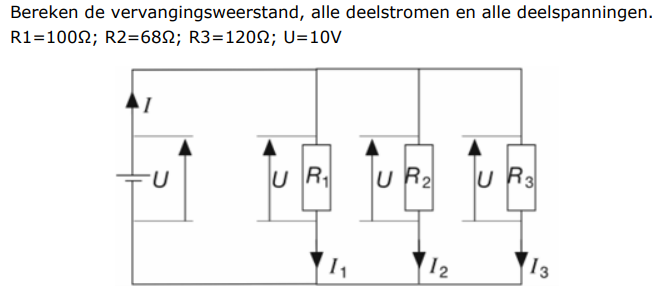 Bereken de vervangingsweerstand, alle deelstromen en alle deelspanningen.
R1=100Ω; R2=68Ω; R3=120Ω; U=10V
I
U U R1 U R2 U R3
I1 I2 I3